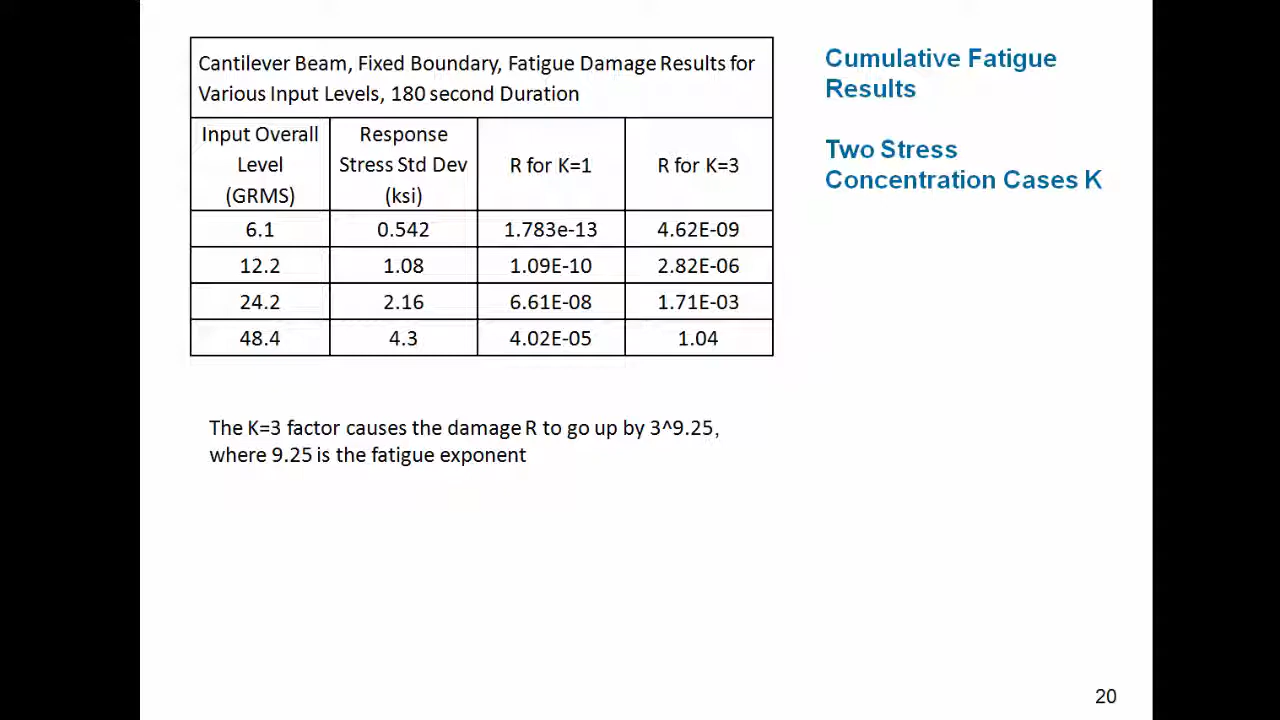 Cantilever Beam, Fixed Boundary, Fatigue Damage Results for
Various Input Levels, 180 second Duration
Input Overall Level (GRMS) Response Stress Std Dev (ksi) R for K=1 R for K=3
6.1 0.542 1.783e-13 4.62E-09
12.2 1.08 1.09E-10 2.82E-06
24.2 2.16 6.61E-08 1.71E-03
48.4 4.3 4.02E-05 1.04
The K=3 factor causes the damage R to go up by 3^9.25,
where 9.25 is the fatigue exponent
Cumulative Fatigue
Results
Two Stress
Concentration Cases K
20